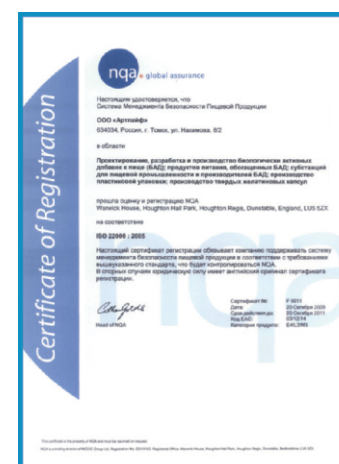 nqa. global assurance
Certificate of Registration
Настоящим удостоверяется, что
Система Менеджмента Безопасности Пищевой Продукции
ООО «Артлайф»
634034, Россия, г. Томск, ул. Нахимова, 8/2
в области
Проектирование, разработка и производство биологически активных
добавок к пище (БАД); продуктов питания, обогащенных БАД; субстанций
для пищевой промышленности и производителей БАД; производство
пластиковой упаковки; производство твердых желатиновых капсул
прошла оценку и регистрацию NQA
Warwick House, Houghton Hall Park, Houghton Regis, Dunstable, England, LU5 5ZX
на соответствие
ISO 22000 : 2005
Настоящий сертификат регистрации обязывает компанию поддерживать систему
менеджмента безопасности пищевой продукции в соответствии с требованиями
вышеуказанного стандарта, что будет контролироваться NQA.
В спорных случаях юридическую силу имеет английский оригинал сертификата
регистрации.
Head of NQA
Сертификат №: F 0011
Дата:
Срок действия до:
Код EAC: 03/10/14
Категория продукта: